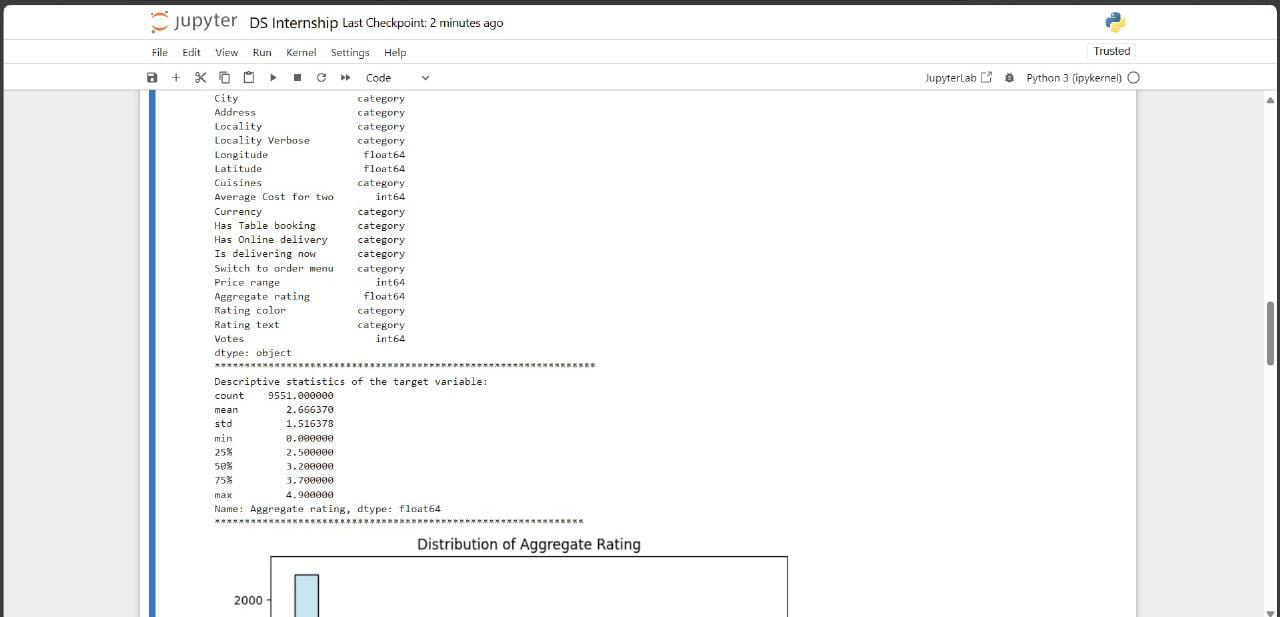 jupyter DS Internship Last Checkpoint: 2 minutes ago
File Edit View Run Kernel Settings Help Trusted
Code JupyterLab Python 3 (ipykernel)
City category
Address category
Locality category
Locality Verbose category
Longitude float64
Latitude float64
Cuisines category
Average Cost for two int64
Currency category
Has Table booking category
Has Online delivery category
Is delivering now category
Switch to order menu category
Price range int64
Aggregate rating float64
Rating color category
Rating text category
Votes int64
dtype: object
****************************************************************
Descriptive statistics of the target variable:
count 9551.000000
mean 2.666370
std 1.516378
min 0.000000
25% 2.500000
50% 3.200000
75% 3.700000
max 4.900000
Name: Aggregate rating, dtype: float64
**************************************************************
Distribution of Aggregate Rating
2000